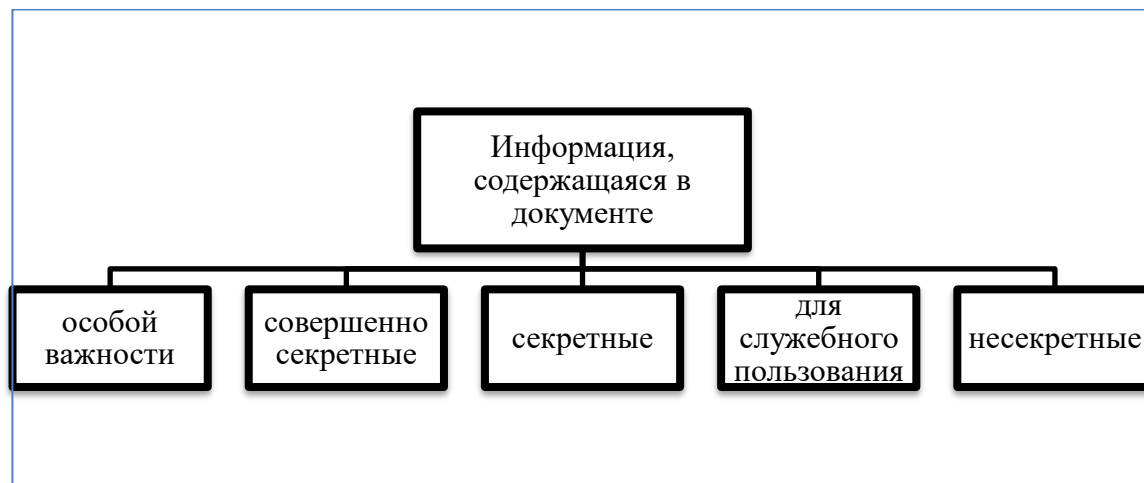 Информация,
содержащаяся в
документе
особой
важности
совершенно
секретные
секретные
для
служебного
пользования
несекретные